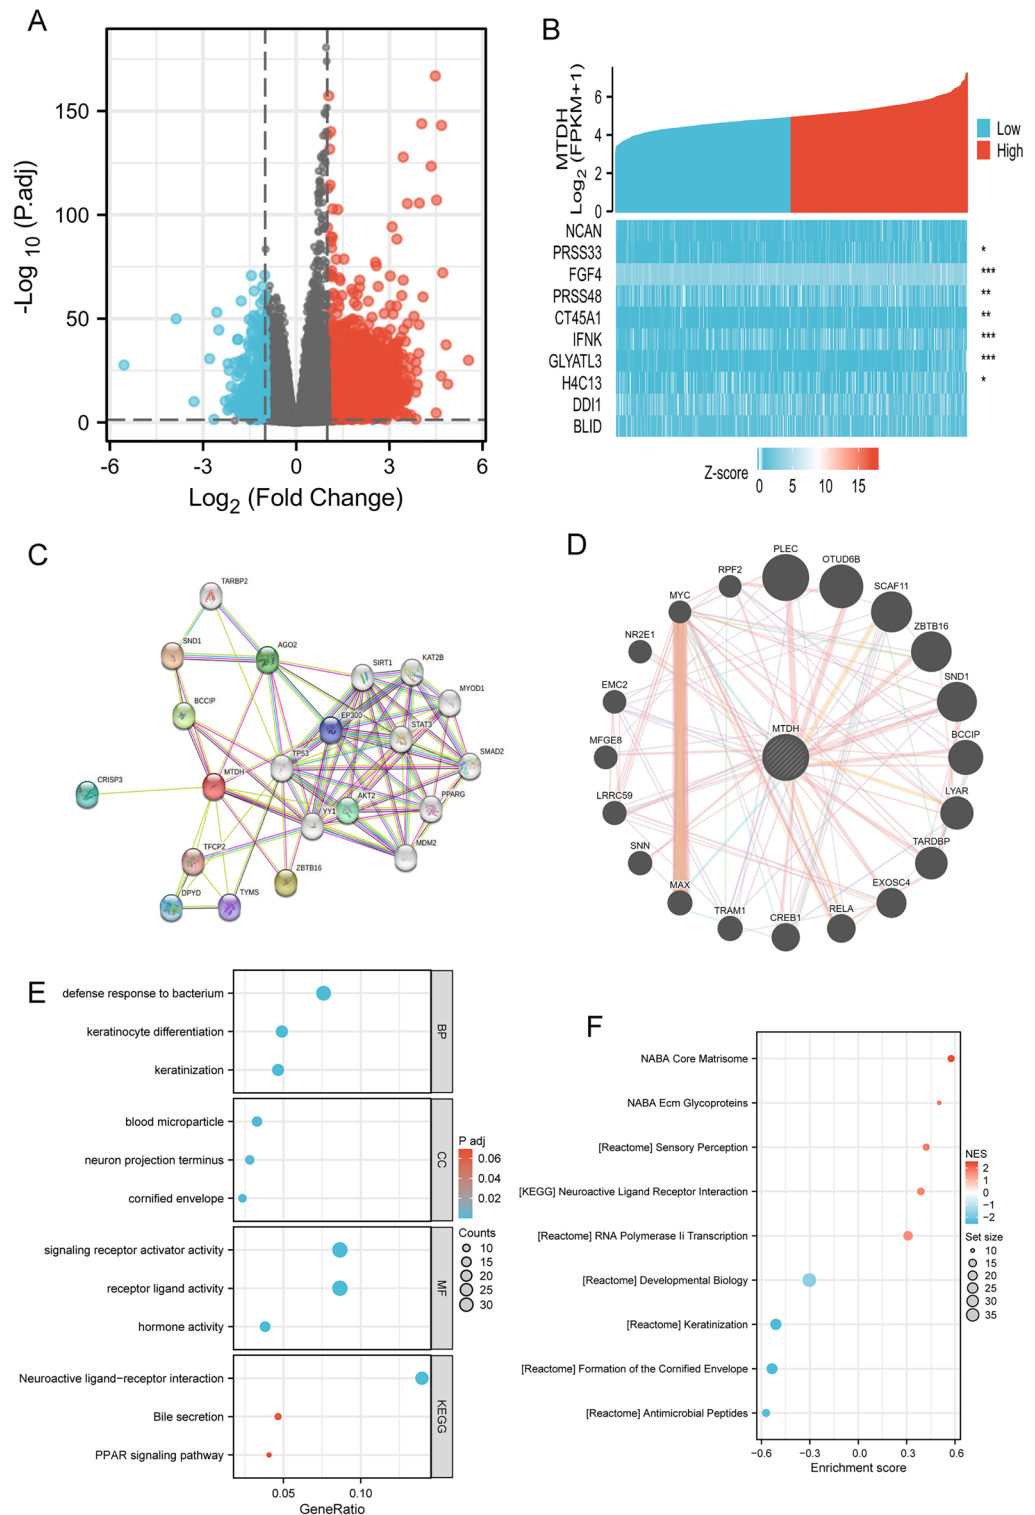 A
-Log 10 (P.adj)
150
100
50
0
-6
-3
0
3
6
Log2 (Fold Change)
B
MTDH
Log2 (FPKM+1)
6
4
2
0
Low
High
NCAN
PRSS33 *
FGF4 ***
PRSS48 **
CT45A1 **
IFNK ***
GLYATL3 ***
H4C13 *
DDI1
BLID
Z-score
0 5 10 15
C
TARBP2
SND1
AGO2
SIRT1
KAT2B
MYOD1
BCCIP
EP300
STAT3
TP53
SMAD2
CRISP3
MTDH
AKT2
PPARG
YY1
MDM2
TFCP2
ZBTB16
DPYD
TYMS
D
PLEC
OTUD6B
RPF2
SCAF11
MYC
ZBTB16
NR2E1
SND1
EMC2
MTDH
BCCIP
MFGE8
LYAR
LRRC59
TARDBP
SNN
EXOSC4
MAX
RELA
TRAM1
CREB1
E
defense response to bacterium
keratinocyte differentiation
keratinization
BP
blood microparticle
neuron projection terminus
cornified envelope
CC
signaling receptor activator activity
receptor ligand activity
hormone activity
MF
Neuroactive ligand−receptor interaction
Bile secretion
PPAR signaling pathway
KEGG
0.05
0.10
GeneRatio
P adj
0.06
0.04
0.02
Counts
10
15
20
25
30
F
NABA Core Matrisome
NABA Ecm Glycoproteins
[Reactome] Sensory Perception
[KEGG] Neuroactive Ligand Receptor Interaction
[Reactome] RNA Polymerase Ii Transcription
[Reactome] Developmental Biology
[Reactome] Keratinization
[Reactome] Formation of the Cornified Envelope
[Reactome] Antimicrobial Peptides
−0.6
−0.3
0.0
0.3
0.6
Enrichment score
NES
2
1
0
−1
−2
Set size
10
15
20
25
30
35